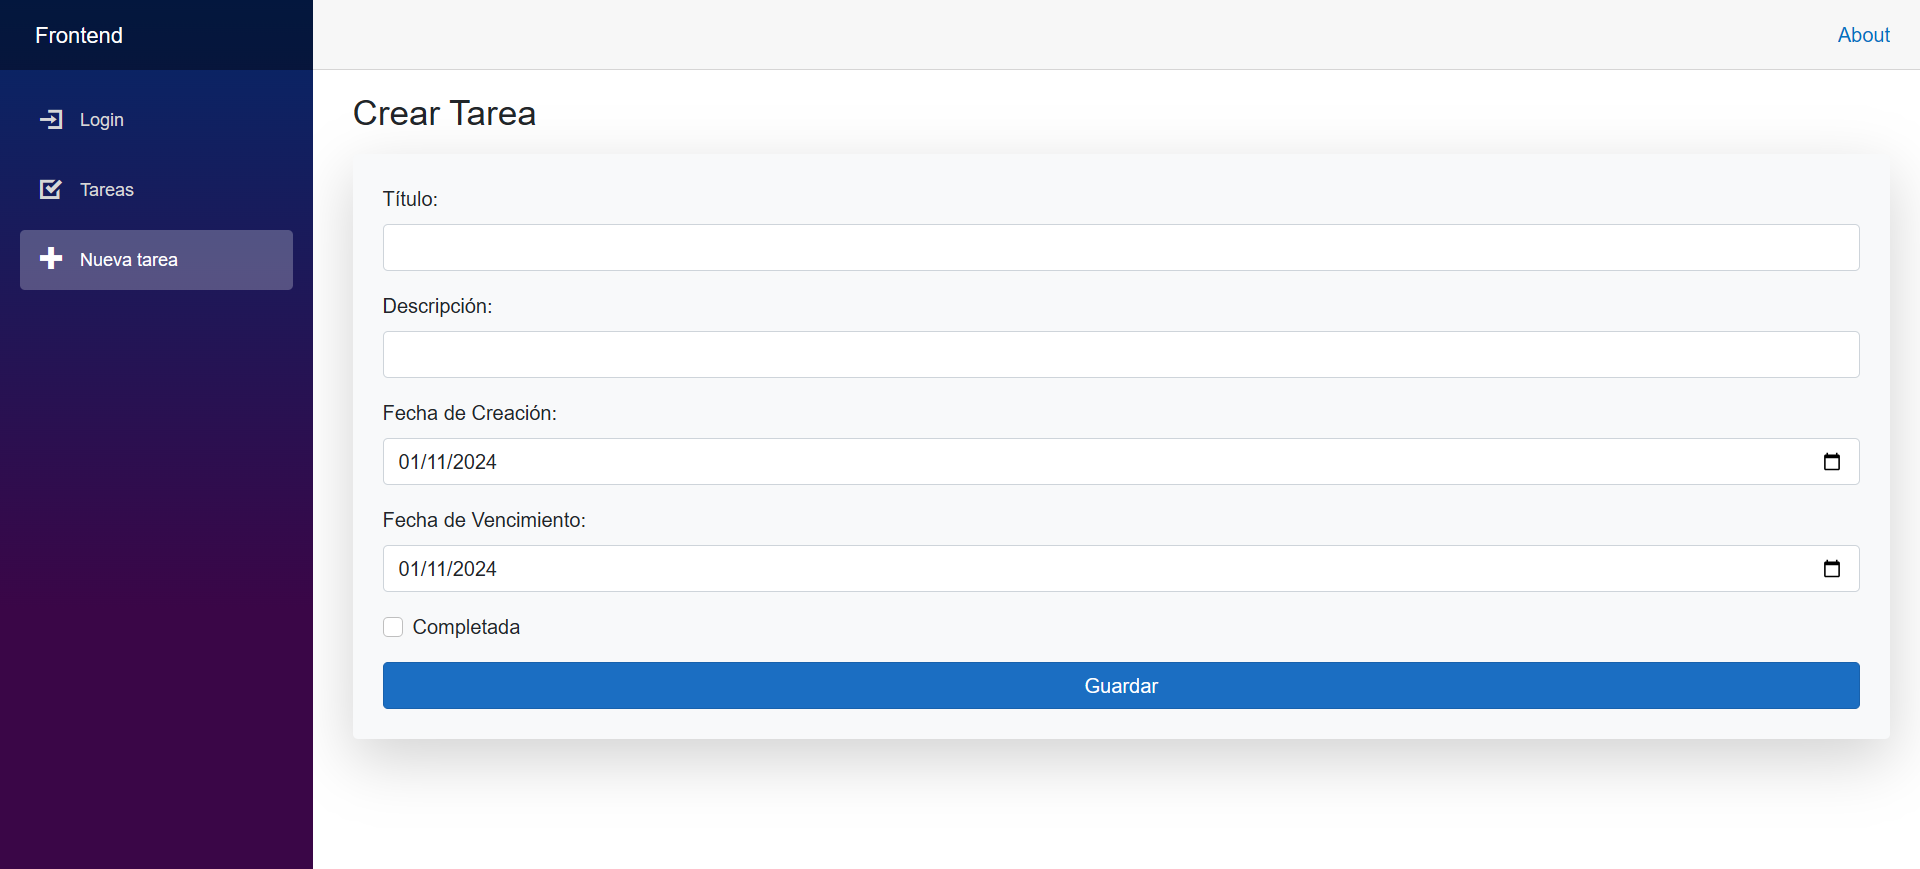 Frontend
About
Login
Tareas
Nueva tarea
Crear Tarea
Título:
Descripción:
Fecha de Creación:
01/11/2024
Fecha de Vencimiento:
01/11/2024
Completada
Guardar